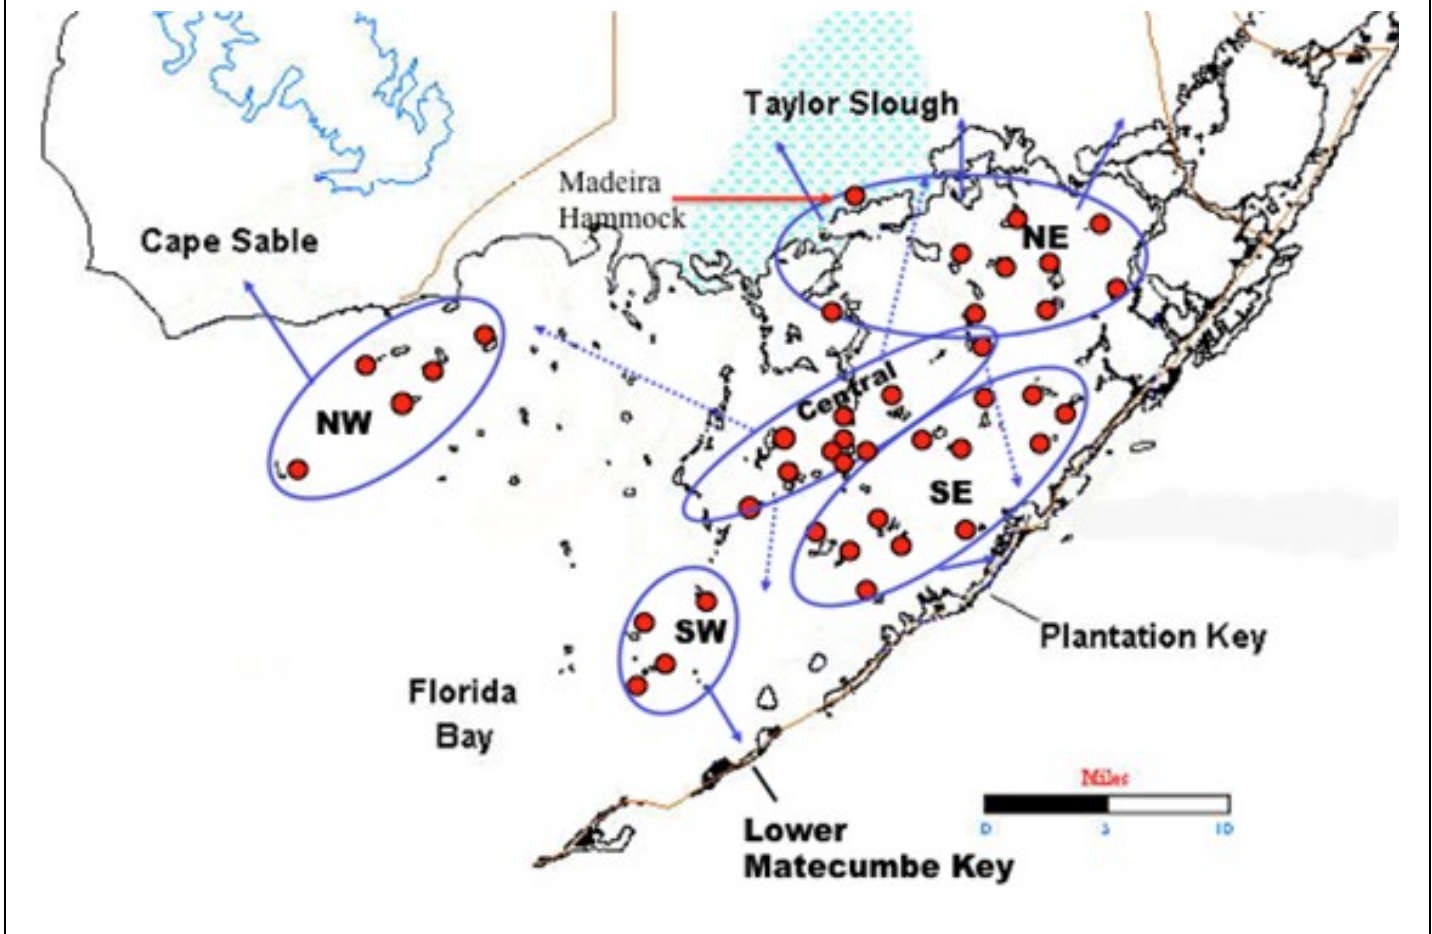 Taylor Slough
Madeira
Hammock
Cape Sable
NE
Central
NW
SE
SW
Plantation Key
Florida
Bay
Miles
0 5 10
Lower
Matecumbe Key